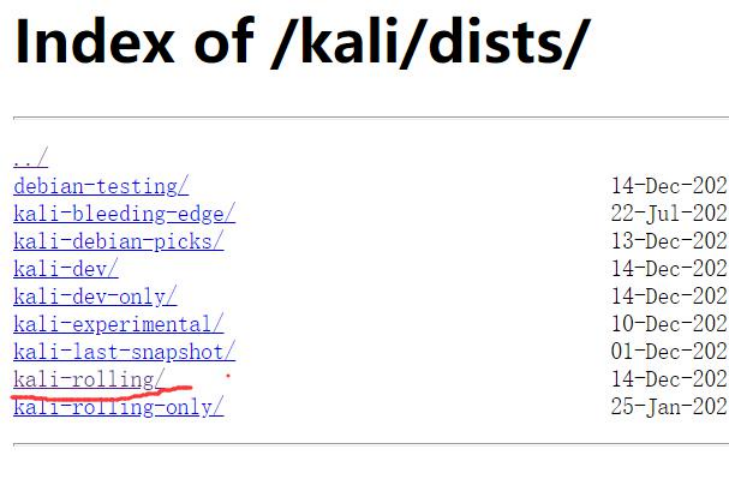 Index of /kali/dists/
../
debian-testing/ 14-Dec-202
kali-bleeding-edge/ 22-Jul-202
kali-debian-picks/ 13-Dec-202
kali-dev/ 14-Dec-202
kali-dev-only/ 14-Dec-202
kali-experimental/ 10-Dec-202
kali-last-snapshot/ 01-Dec-202
kali-rolling/ 14-Dec-202
kali-rolling-only/ 25-Jan-202